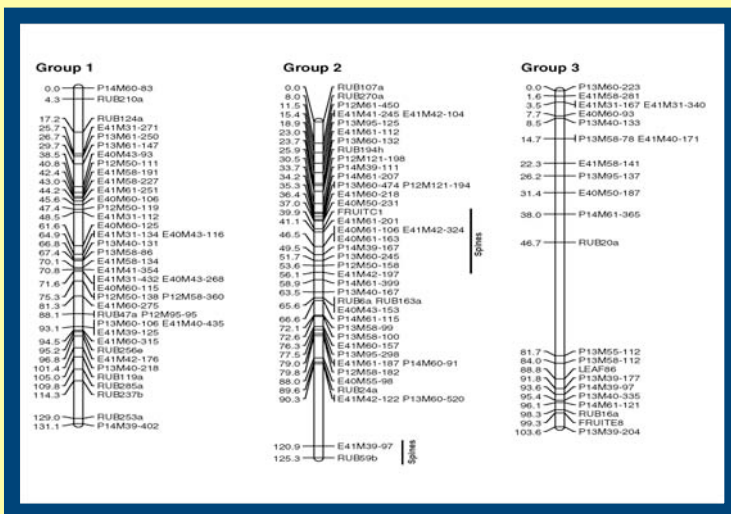 Group 1
0.0 P14M60-83
4.3 RUB210a
17.2 RUB124a
25.7 E41M31-271
26.7 P13M61-250
29.7 P13M61-147
38.5 E40M43-93
40.8 P12M50-111
42.4 E41M58-191
43.0 E41M58-227
44.2 E41M61-251
45.6 E40M60-106
47.4 P12M50-119
48.5 E41M31-112
61.6 E40M60-125
64.9 E41M31-134 E40M43-116
66.8 P13M40-131
67.4 P13M58-86
70.1 E41M58-134
70.8 E41M41-354
71.6 E41M31-432 E40M43-268
E40M60-115
75.3 P12M50-138 P12M58-360
81.3 E41M60-275
88.1 RUB47a P12M95-95
93.1 P13M60-106 E41M40-435
E41M39-125
94.5 E41M60-315
95.2 RUB256e
96.8 E41M42-176
101.4 P13M40-218
105.0 RUB119a
109.8 RUB285a
114.3 RUB237b
129.0 RUB253a
131.1 P14M39-402
Group 2
0.0 RUB107a
8.0 RUB270a
11.5 P12M61-450
15.4 E41M41-245 E41M42-104
18.9 P13M95-125
23.0 E41M61-112
23.2 P13M60-132
25.9 RUB194h
30.5 P12M121-198
33.7 P14M39-111
34.2 P14M61-207
35.3 P13M60-474 P12M121-194
36.4 E41M60-218
37.0 E40M50-231
39.9 FRUITC1
41.1 E41M61-201
46.5 E40M61-106 E41M42-324
E40M61-163
49.5 P14M39-167
51.7 P13M60-245
53.6 P12M50-158
56.1 E41M42-197
58.9 P14M61-399
63.5 P13M40-167
65.6 RUB6a RUB163a
E40M43-153
66.6 P14M61-115
72.1 P13M58-99
72.6 P13M58-100
76.3 E41M60-157
77.5 P13M95-298
79.0 E41M61-187 P14M60-91
79.8 P12M58-182
88.0 E40M55-98
89.6 RUB24a
90.3 E41M42-122 P13M60-520
120.9 E41M39-97
125.3 RUB59b
Spines
Spines
Group 3
0.0 P13M60-223
1.6 E41M58-281
3.5 E41M31-167 E41M31-340
7.7 E40M60-93
8.5 P13M40-133
14.7 P13M58-78 E41M40-171
22.3 E41M58-141
26.2 P13M95-137
31.4 E40M50-187
38.0 P14M61-365
46.7 RUB20a
81.7 P13M55-112
84.0 P13M58-112
88.8 LEAF86
91.8 P13M39-177
93.6 P14M39-97
95.4 P13M40-335
96.1 P14M61-121
98.3 RUB16a
99.3 FRUITE8
103.6 P13M39-204